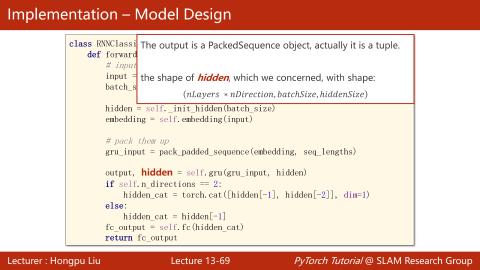 Implementation – Model Design
class RNNClassi
The output is a PackedSequence object, actually it is a tuple.
def forward
# input
the shape of hidden, which we concerned, with shape:
input =
batch_s
(nLayers × nDirection, batchSize, hiddenSize)
hidden = self._init_hidden(batch_size)
embedding = self.embedding(input)
# pack them up
gru_input = pack_padded_sequence(embedding, seq_lengths)
output, hidden = self.gru(gru_input, hidden)
if self.n_directions == 2:
hidden_cat = torch.cat([hidden[-1], hidden[-2]], dim=1)
else:
hidden_cat = hidden[-1]
fc_output = self.fc(hidden_cat)
return fc_output
Lecturer : Hongpu Liu
Lecture 13-69
PyTorch Tutorial @ SLAM Research Group